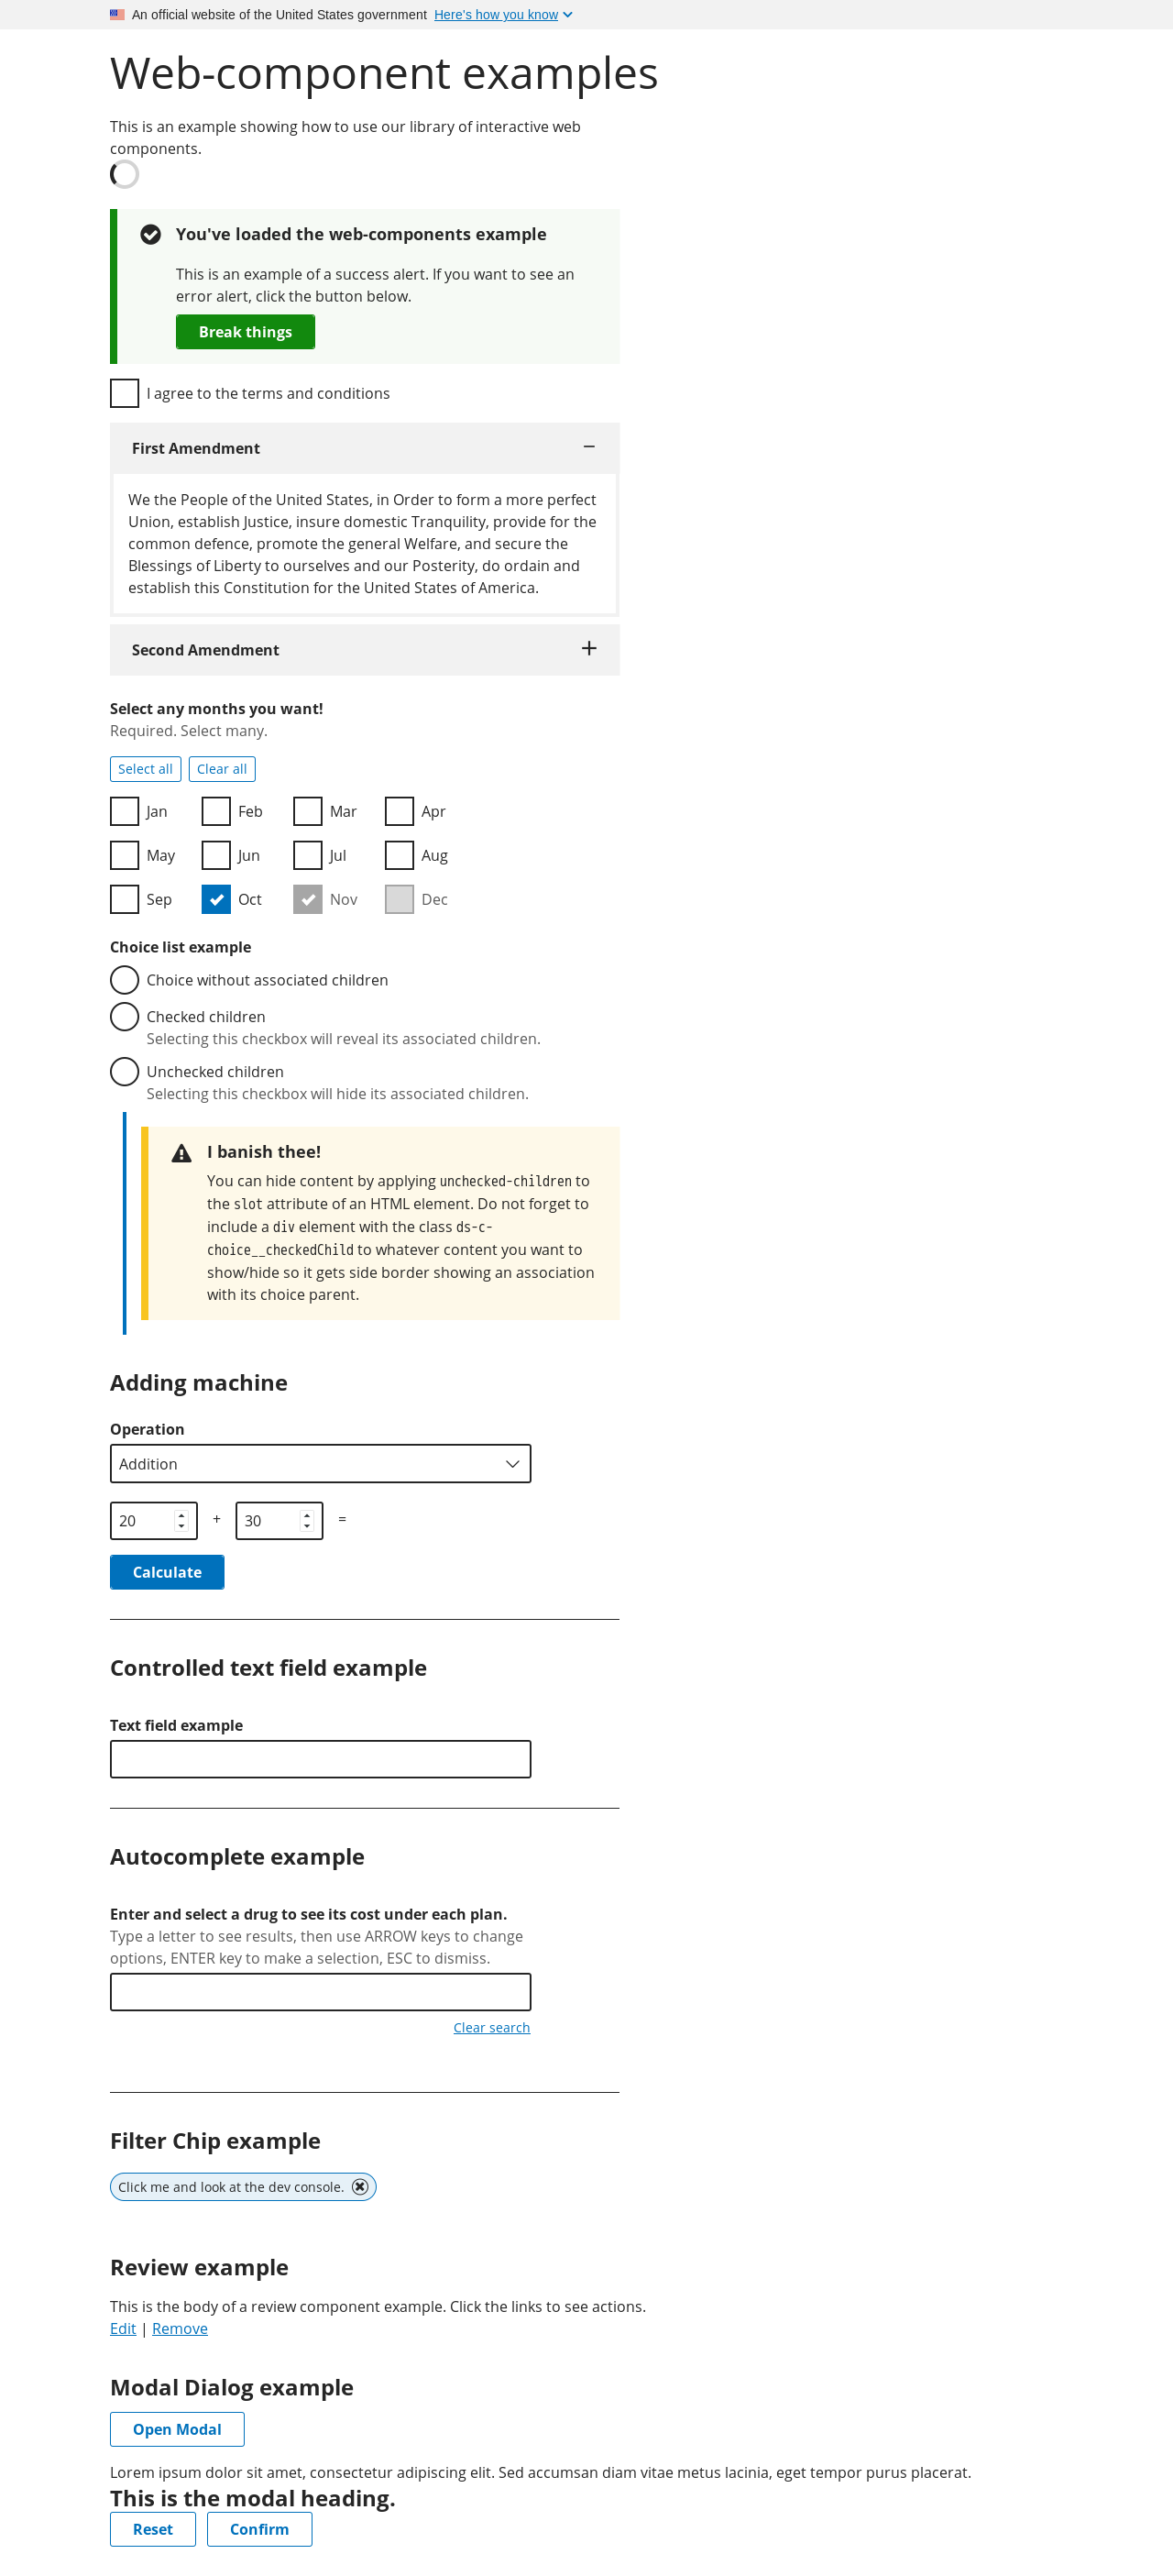 An official website of the United States government Here's how you know
Web-component examples
This is an example showing how to use our library of interactive web
components.
You've loaded the web-components example
This is an example of a success alert. If you want to see an
error alert, click the button below.
Break things
I agree to the terms and conditions
First Amendment
We the People of the United States, in Order to form a more perfect
Union, establish Justice, insure domestic Tranquility, provide for the
common defence, promote the general Welfare, and secure the
Blessings of Liberty to ourselves and our Posterity, do ordain and
establish this Constitution for the United States of America.
Second Amendment
Select any months you want!
Required. Select many.
Select all Clear all
Jan Feb Mar Apr
May Jun Jul Aug
Sep Oct Nov Dec
Choice list example
Choice without associated children
Checked children
Selecting this checkbox will reveal its associated children.
Unchecked children
Selecting this checkbox will hide its associated children.
I banish thee!
You can hide content by applying unchecked-children to
the slot attribute of an HTML element. Do not forget to
include a div element with the class ds-c-
choice__checkedChild to whatever content you want to
show/hide so it gets side border showing an association
with its choice parent.
Adding machine
Operation
Addition
20 + 30 =
Calculate
Controlled text field example
Text field example
Autocomplete example
Enter and select a drug to see its cost under each plan.
Type a letter to see results, then use ARROW keys to change
options, ENTER key to make a selection, ESC to dismiss.
Clear search
Filter Chip example
Click me and look at the dev console.
Review example
This is the body of a review component example. Click the links to see actions.
Edit | Remove
Modal Dialog example
Open Modal
Lorem ipsum dolor sit amet, consectetur adipiscing elit. Sed accumsan diam vitae metus lacinia, eget tempor purus placerat.
This is the modal heading.
Reset Confirm